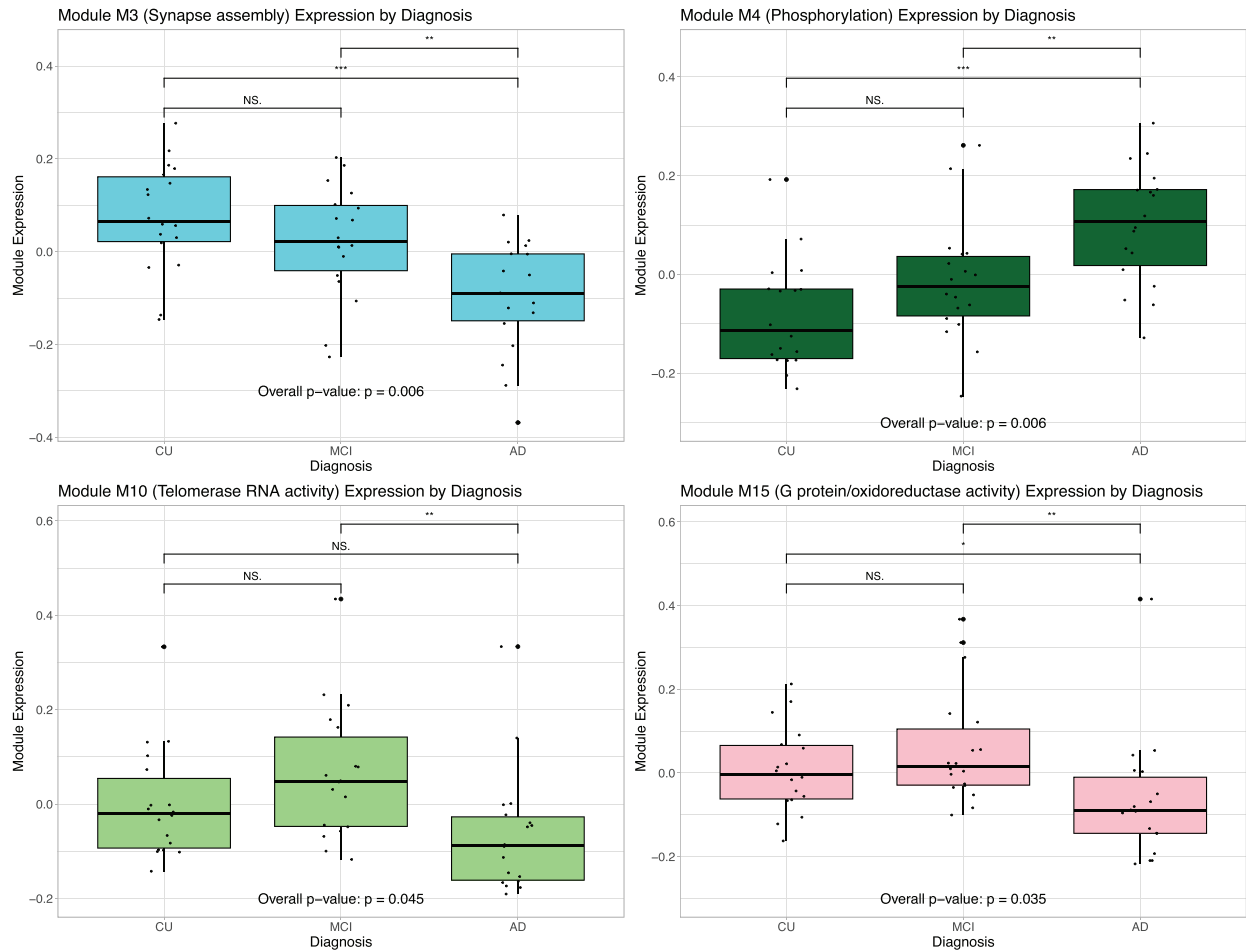 Module M3 (Synapse assembly) Expression by Diagnosis
**
***
NS.
0.4
0.2
0.0
−0.2
−0.4
Module Expression
Overall p−value: p = 0.006
CU
MCI
AD
Diagnosis
Module M4 (Phosphorylation) Expression by Diagnosis
**
***
NS.
0.4
0.2
0.0
−0.2
Module Expression
Overall p−value: p = 0.006
CU
MCI
AD
Diagnosis
Module M10 (Telomerase RNA activity) Expression by Diagnosis
**
NS.
NS.
0.6
0.4
0.2
0.0
−0.2
Module Expression
Overall p−value: p = 0.045
CU
MCI
AD
Diagnosis
Module M15 (G protein/oxidoreductase activity) Expression by Diagnosis
**
*
NS.
0.6
0.4
0.2
0.0
−0.2
Module Expression
Overall p−value: p = 0.035
CU
MCI
AD
Diagnosis